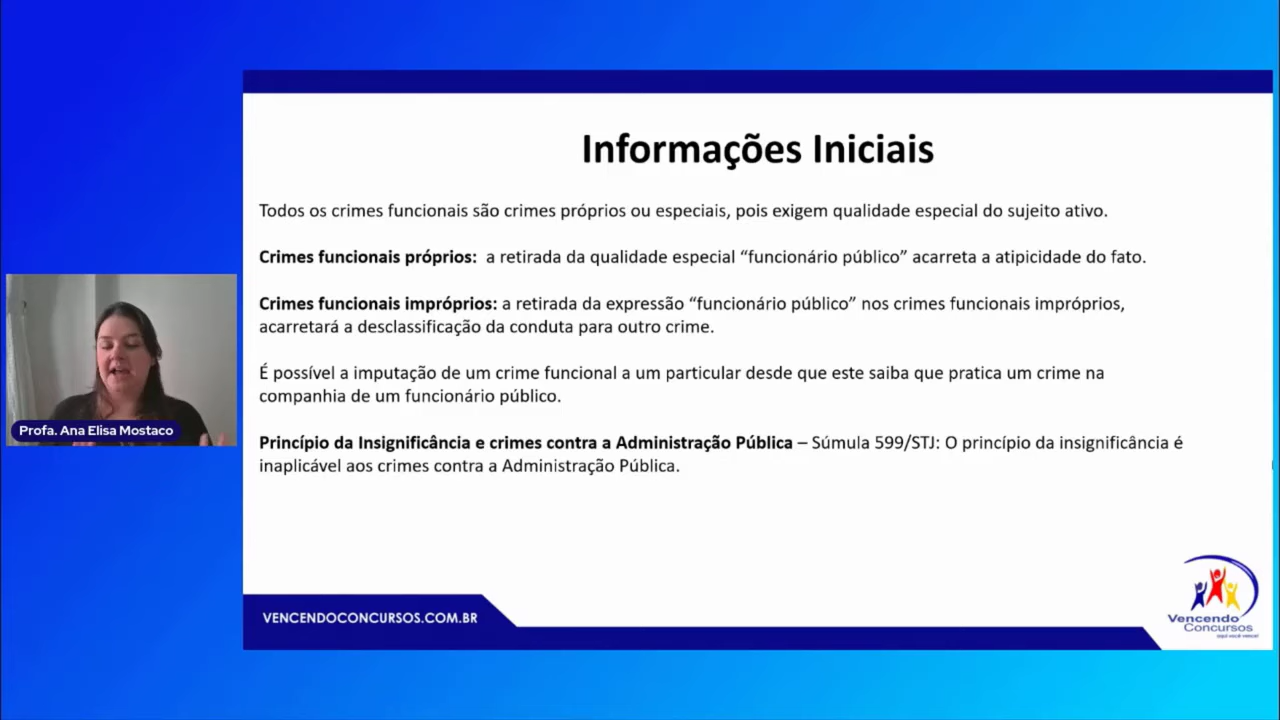 Informações Iniciais
Todos os crimes funcionais são crimes próprios ou especiais, pois exigem qualidade especial do sujeito ativo.
Crimes funcionais próprios: a retirada da qualidade especial “funcionário público” acarreta a atipicidade do fato.
Crimes funcionais impróprios: a retirada da expressão “funcionário público” nos crimes funcionais impróprios,
acarretará a desclassificação da conduta para outro crime.
É possível a imputação de um crime funcional a um particular desde que este saiba que pratica um crime na
companhia de um funcionário público.
Princípio da Insignificância e crimes contra a Administração Pública – Súmula 599/STJ: O princípio da insignificância é
inaplicável aos crimes contra a Administração Pública.
Profa. Ana Elisa Mostaco
VENCENDOCONCURSOS.COM.BR
Vencendo
Concursos
aqui você vence!